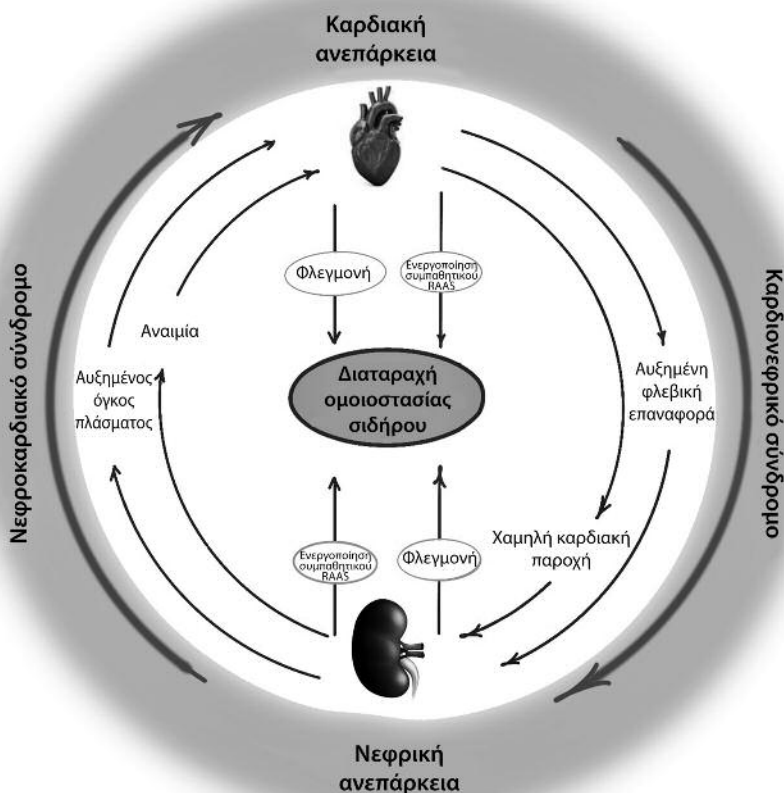 Καρδιακή
ανεπάρκεια
Νεφροκαρδιακό σύνδρομο
Καρδιονεφρικό σύνδρομο
Φλεγμονή
Ενεργοποίηση
συμπαθητικού
RAAS
Αναιμία
Αυξημένος
όγκος
πλάσματος
Διαταραχή
ομοιοστασίας
σιδήρου
Αυξημένη
φλεβική
επαναφορά
Χαμηλή καρδιακή
παροχή
Ενεργοποίηση
συμπαθητικού
RAAS
Φλεγμονή
Νεφρική
ανεπάρκεια